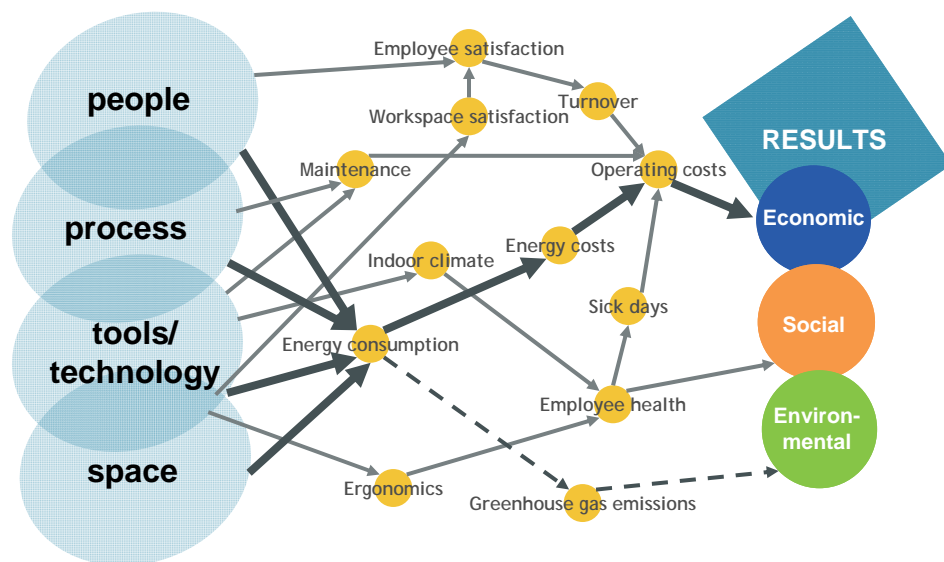 people
process
tools/
technology
space
Employee satisfaction
Workspace satisfaction
Turnover
Maintenance
Operating costs
Indoor climate
Energy costs
Energy consumption
Sick days
Employee health
Ergonomics
Greenhouse gas emissions
RESULTS
Economic
Social
Environ-
mental